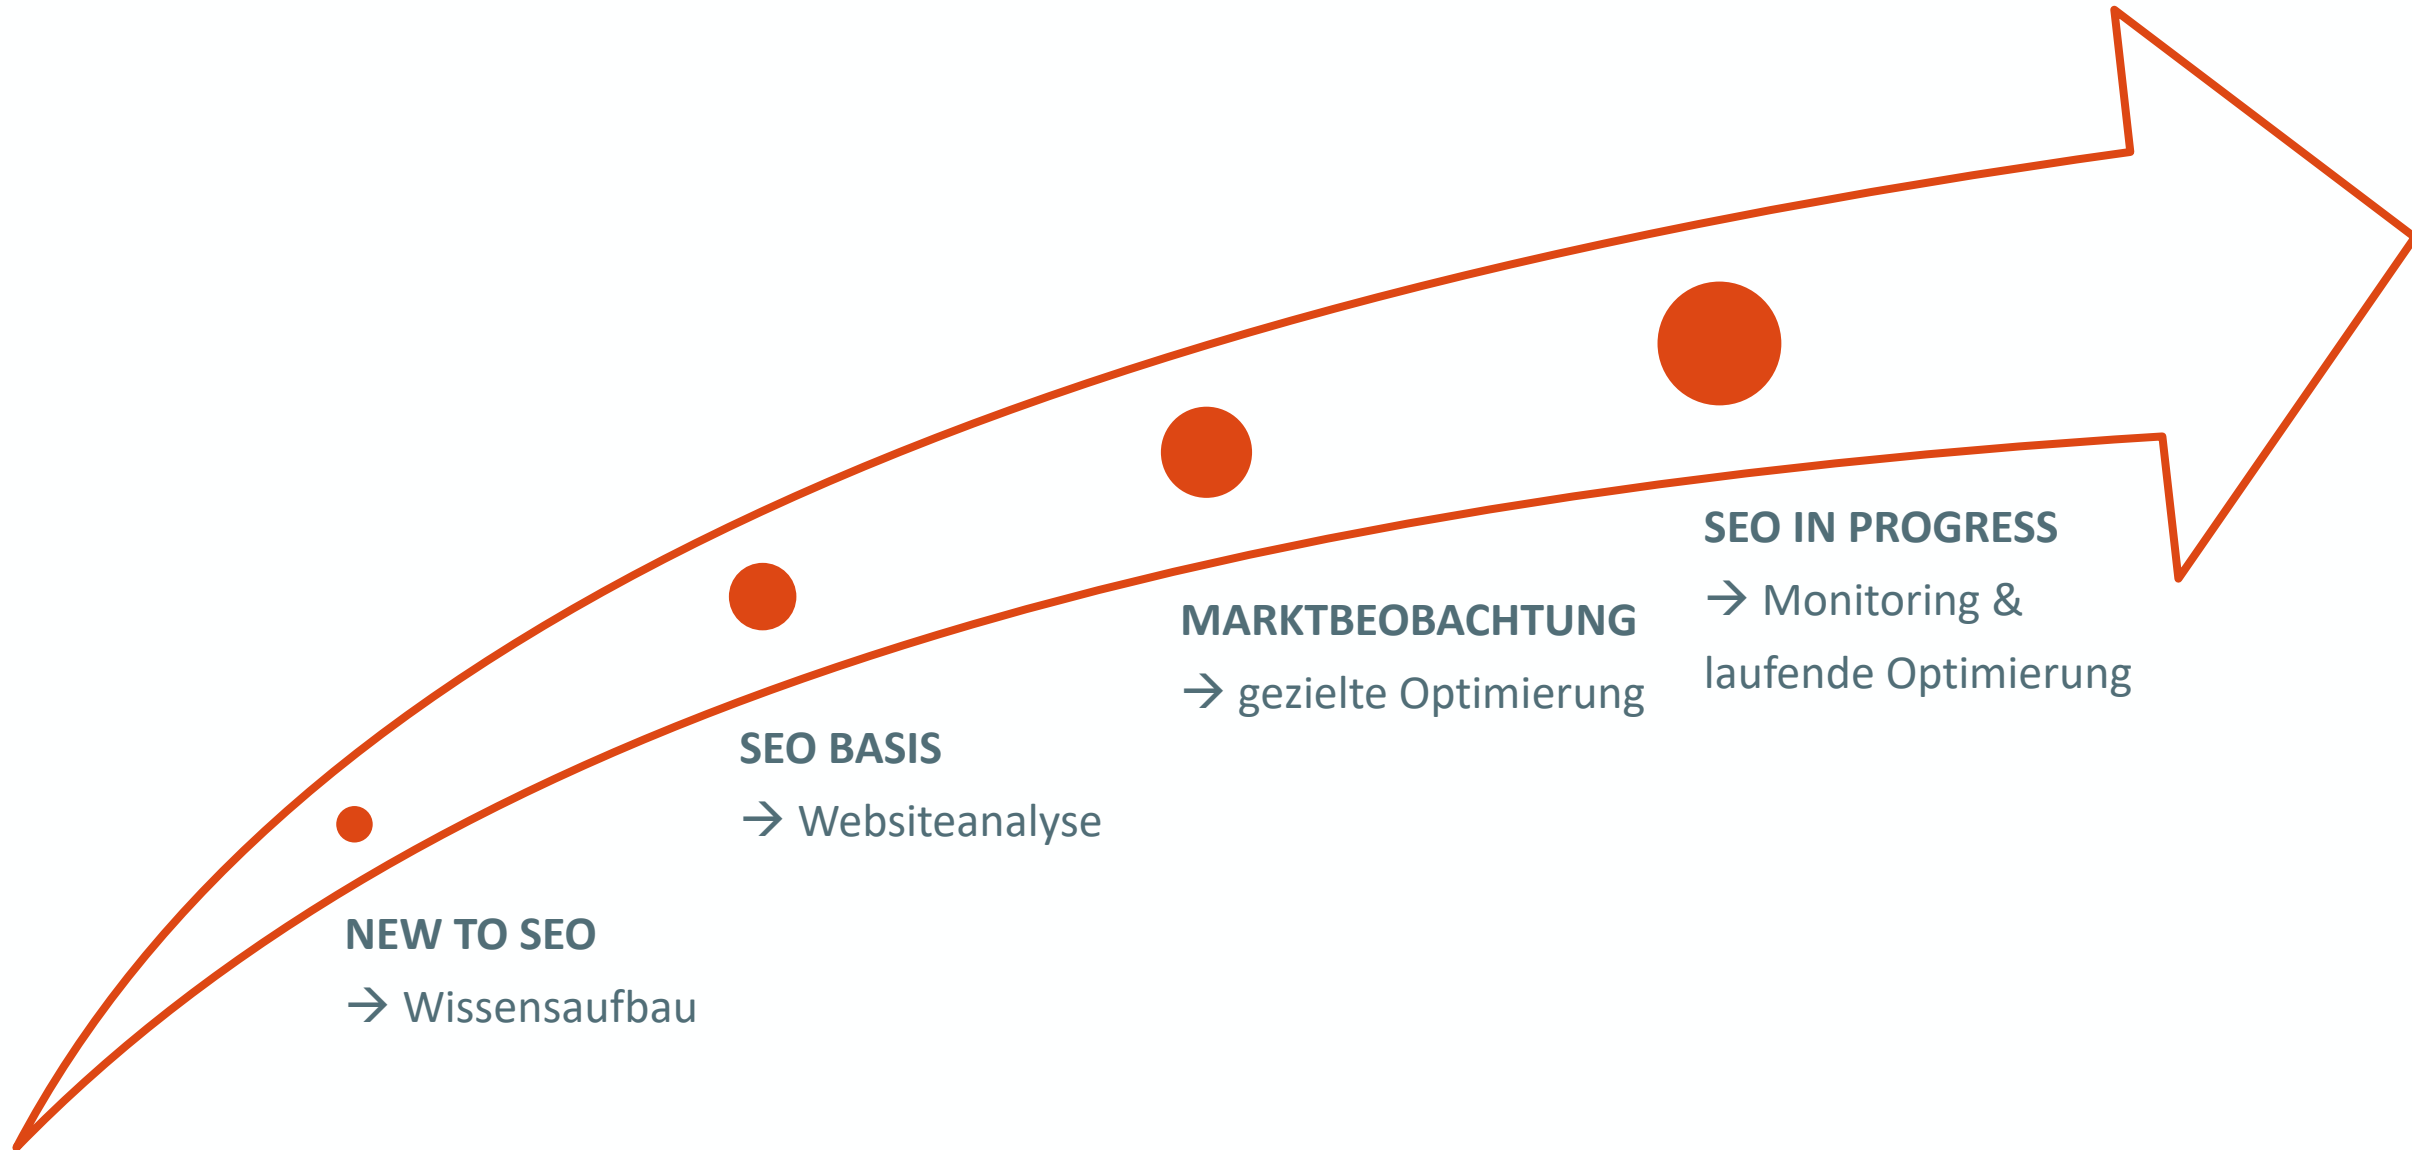 NEW TO SEO
→ Wissensaufbau
SEO BASIS
→ Websiteanalyse
MARKTBEOBACHTUNG
→ gezielte Optimierung
SEO IN PROGRESS
→ Monitoring &
laufende Optimierung